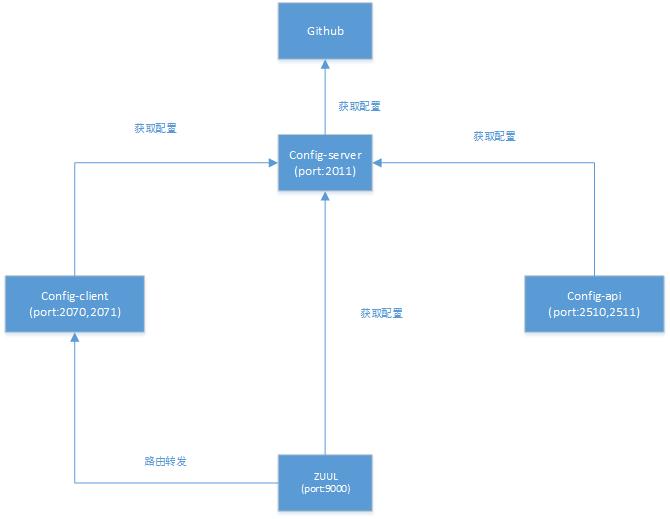 Github
获取配置
获取配置
获取配置
Config-server
(port:2011)
Config-client
(port:2070,2071)
Config-api
(port:2510,2511)
获取配置
路由转发
ZUUL
(port:9000)